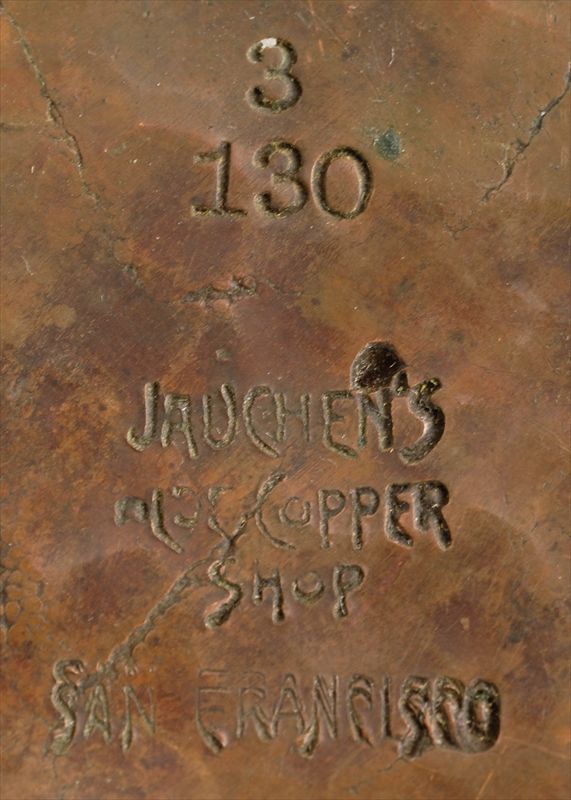 3
130
JAUCHEN'S
OLDE COPPER
SHOP
SAN FRANCISCO